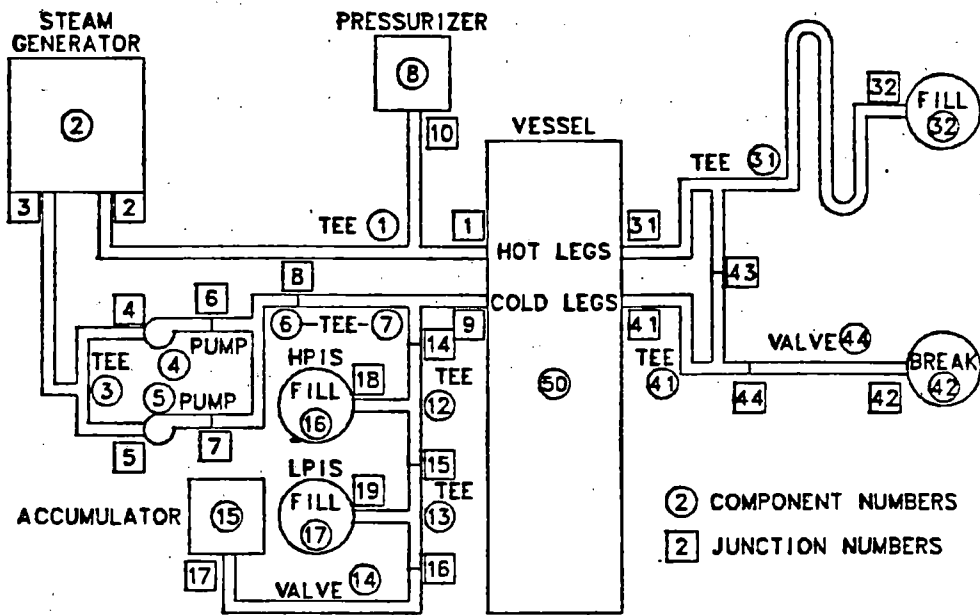 STEAM
GENERATOR
2
3
2
PRESSURIZER
8
10
VESSEL
TEE 31
32
FILL
32
TEE 1
1
31
HOT LEGS
43
COLD LEGS
8
6-TEE-7
9
41
4
6
PUMP
4
TEE
3
5
PUMP
5
7
14
HPIS
18
FILL
16
TEE
12
50
TEE
41
VALVE 44
44
BREAK
42
42
15
LPIS
19
FILL
17
TEE
13
ACCUMULATOR
15
17
VALVE 14
16
2 COMPONENT NUMBERS
2 JUNCTION NUMBERS